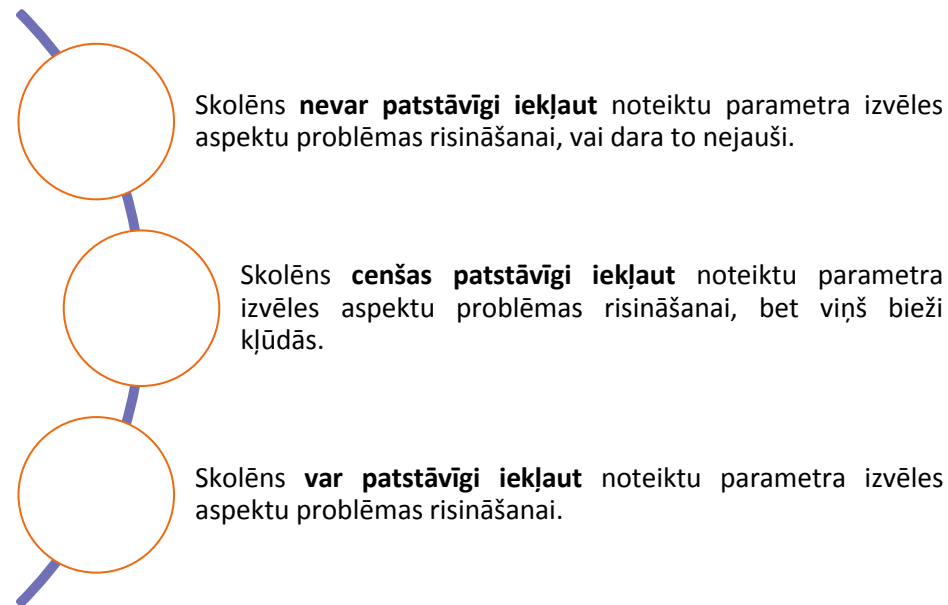 Skolēns nevar patstāvīgi iekļaut noteiktu parametra izvēles
aspektu problēmas risināšanai, vai dara to nejauši.
Skolēns cenšas patstāvīgi iekļaut noteiktu parametra
izvēles aspektu problēmas risināšanai, bet viņš bieži
kļūdās.
Skolēns var patstāvīgi iekļaut noteiktu parametra izvēles
aspektu problēmas risināšanai.